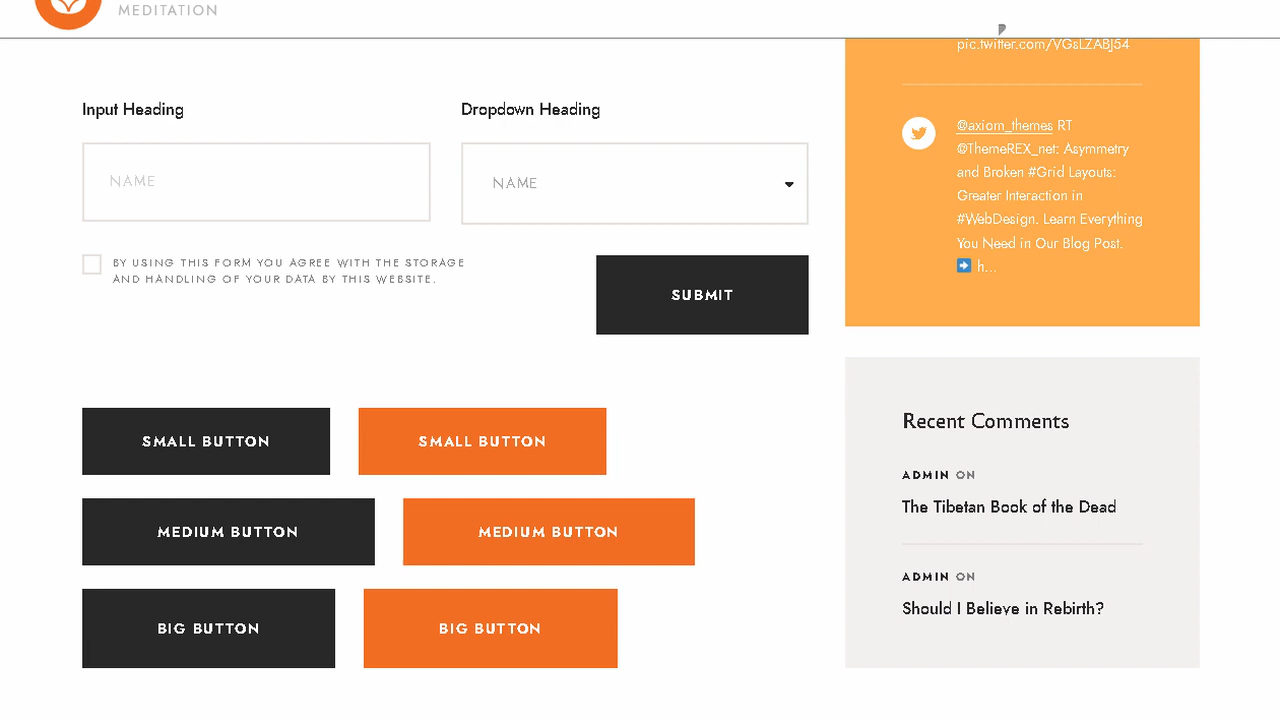 MEDITATION
Input Heading
NAME
Dropdown Heading
NAME
BY USING THIS FORM YOU AGREE WITH THE STORAGE
AND HANDLING OF YOUR DATA BY THIS WEBSITE.
SUBMIT
SMALL BUTTON
SMALL BUTTON
MEDIUM BUTTON
MEDIUM BUTTON
BIG BUTTON
BIG BUTTON
pic.twitter.com/VGsLZABJ54
@axiom_themes RT
@ThemeREX_net: Asymmetry
and Broken #Grid Layouts:
Greater Interaction in
#WebDesign. Learn Everything
You Need in Our Blog Post.
➡ h...
Recent Comments
ADMIN ON
The Tibetan Book of the Dead
ADMIN ON
Should I Believe in Rebirth?